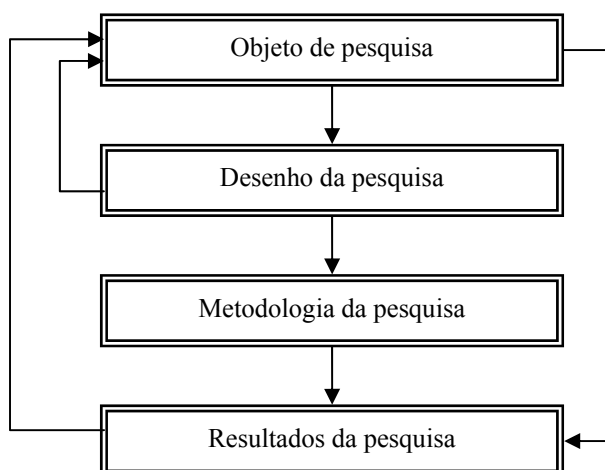 Objeto de pesquisa
Desenho da pesquisa
Metodologia da pesquisa
Resultados da pesquisa